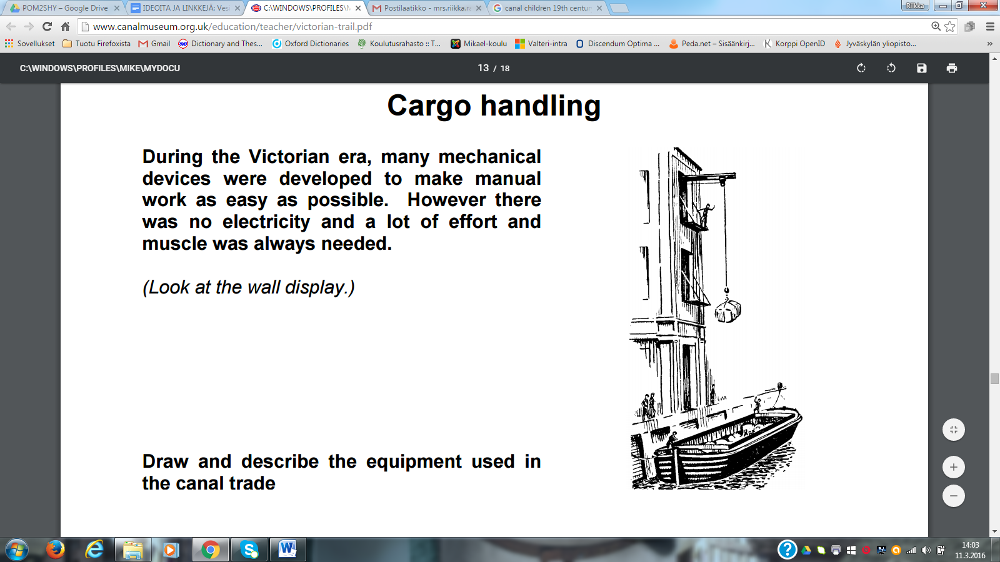 POM2SHY – Google Drive
IDEOITA JA LINKKEJÄ: Vesi
C:\WINDOWS\PROFILES\M
Postilaatikko - mrs.riikka.ra
canal children 19th centur
Riikka
www.canalmuseum.org.uk/education/teacher/victorian-trail.pdf
Sovellukset
Tuotu Firefoxista
Gmail
Dictionary and Thes...
Oxford Dictionaries
Koulutusrahasto :: T...
Mikael-koulu
Valteri-intra
Discendum Optima ...
Peda.net – Sisäänkirj...
Korppi OpenID
Jyväskylän yliopisto...
»
C:\WINDOWS\PROFILES\MIKE\MYDOCU
13 / 18
Cargo handling
During the Victorian era, many mechanical
devices were developed to make manual
work as easy as possible. However there
was no electricity and a lot of effort and
muscle was always needed.
(Look at the wall display.)
Draw and describe the equipment used in
the canal trade
14:03
11.3.2016